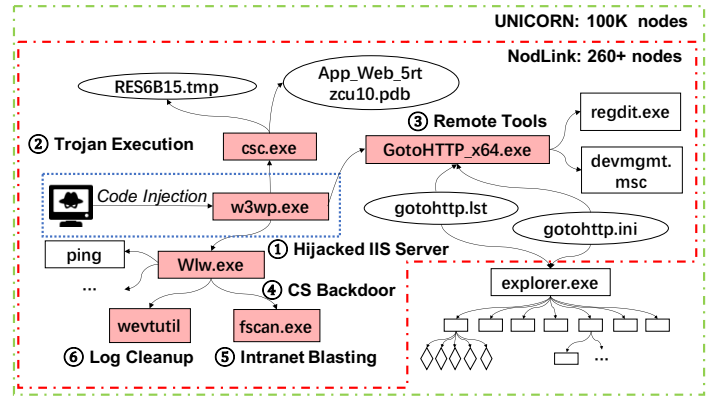 UNICORN: 100K nodes
NodLink: 260+ nodes
RES6B15.tmp
App_Web_5rt
zcu10.pdb
③ Remote Tools
regdit.exe
② Trojan Execution
csc.exe
GotoHTTP_x64.exe
devmgmt.
msc
Code Injection
w3wp.exe
gotohttp.lst
gotohttp.ini
① Hijacked IIS Server
ping
Wlw.exe
...
④ CS Backdoor
explorer.exe
wevtutil
fscan.exe
⑥ Log Cleanup
⑤ Intranet Blasting
...